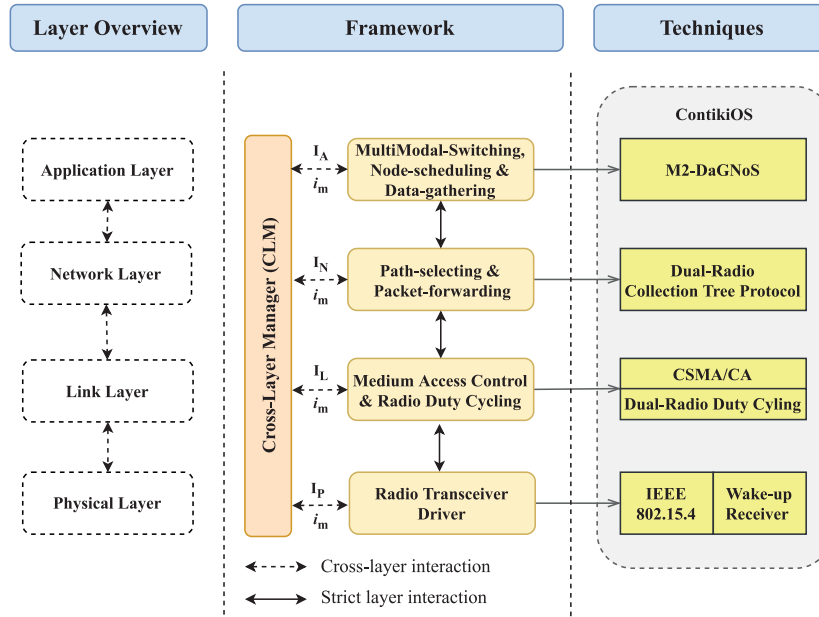 Layer Overview
Framework
Techniques
Application Layer
Network Layer
Link Layer
Physical Layer
Cross-Layer Manager (CLM)
I_A
i_m
MultiModal-Switching,
Node-scheduling &
Data-gathering
I_N
i_m
Path-selecting &
Packet-forwarding
I_L
i_m
Medium Access Control
& Radio Duty Cycling
I_P
i_m
Radio Transceiver
Driver
Cross-layer interaction
Strict layer interaction
ContikiOS
M2-DaGNoS
Dual-Radio
Collection Tree Protocol
CSMA/CA
Dual-Radio Duty Cyling
IEEE
802.15.4
Wake-up
Receiver